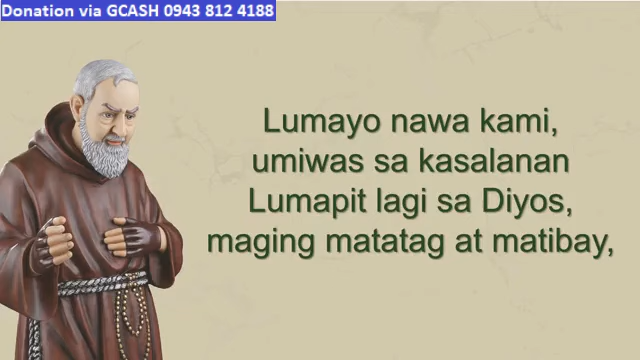 Donation via GCASH 0943 812 4188
Lumayo nawa kami,
umiwas sa kasalanan
Lumapit lagi sa Diyos,
maging matatag at matibay,